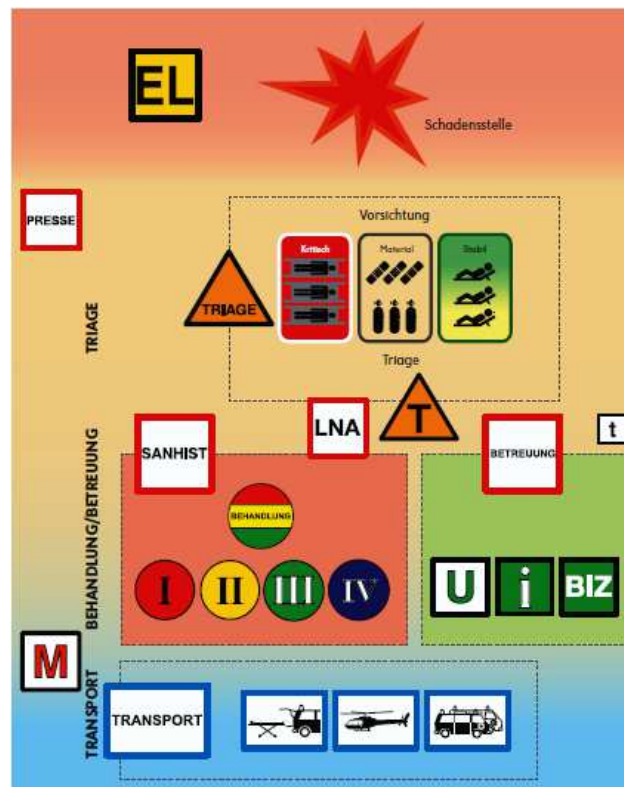 EL
Schadensstelle
PRESSE
Vorsichtung
Kritisch
Material
Stabil
TRIAGE
TRIAGE
Triage
T
LNA
SANHIST
BETREUUNG
t
BEHANDLUNG/BETREUUNG
BEHANDLUNG
I
II
III
IV
U
i
BIZ
M
TRANSPORT
TRANSPORT